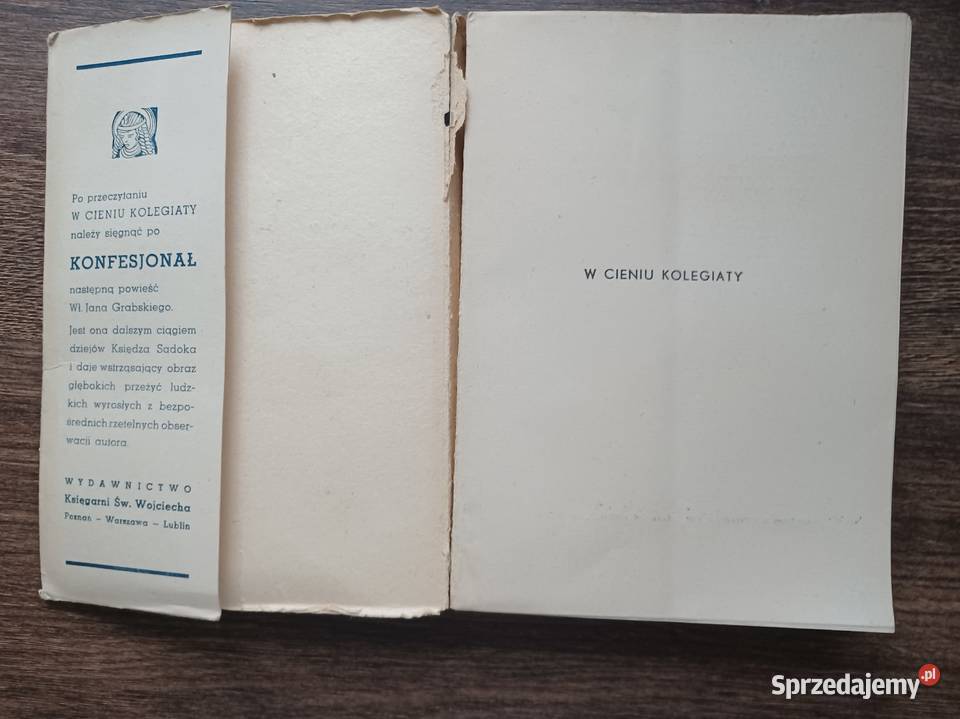 Po przeczytaniu
W CIENIU KOLEGIATY
należy sięgnąć po
KONFESJONAŁ
następną powieść
Wł. Jana Grabskiego.
Jest ona dalszym ciągiem
dziejów Księdza Sadoka
i daje wstrząsający obraz
głębokich przeżyć ludz-
kich wyrosłych z bezpo-
średnich rzetelnych obser-
wacji autora.
WYDAWNICTWO
Księgarni Św. Wojciecha
Poznań – Warszawa – Lublin
W CIENIU KOLEGIATY
Sprzedajemy.pl